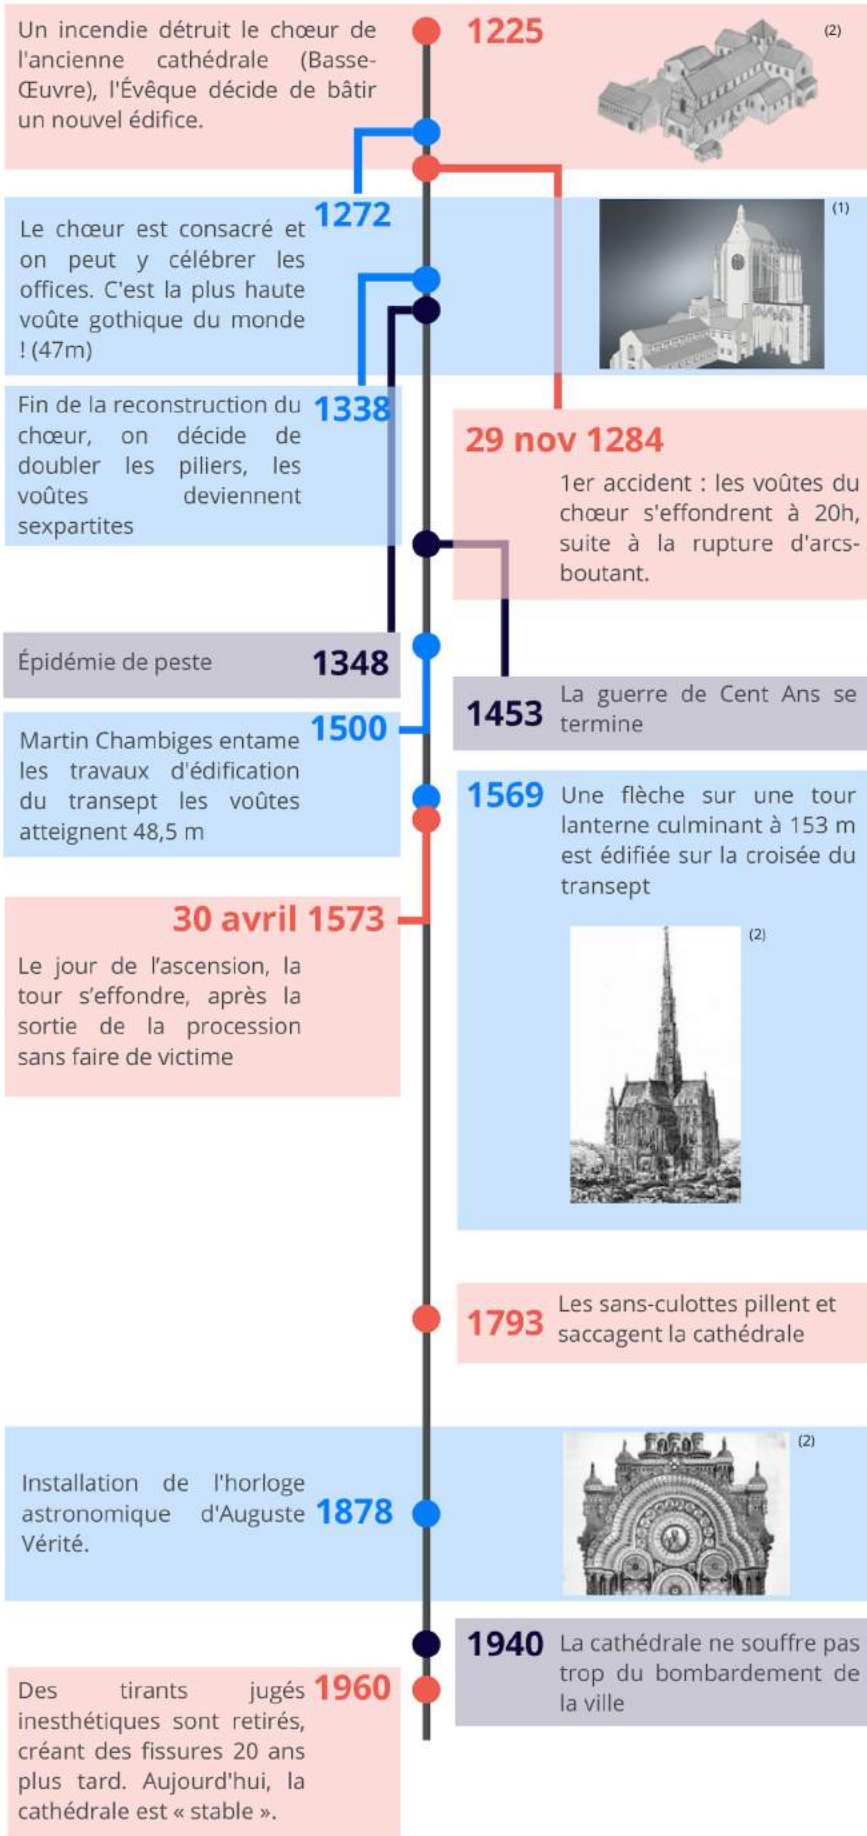 Un incendie détruit le chœur de
l'ancienne cathédrale (Basse-
Œuvre), l'Évêque décide de bâtir
un nouvel édifice.
1225
(2)
1272
Le chœur est consacré et
on peut y célébrer les
offices. C'est la plus haute
voûte gothique du monde
! (47m)
(1)
Fin de la reconstruction du
chœur, on décide de
doubler les piliers, les
voûtes deviennent
sexpartites
1338
29 nov 1284
1er accident : les voûtes du
chœur s'effondrent à 20h,
suite à la rupture d'arcs-
boutant.
Épidémie de peste
1348
1453
La guerre de Cent Ans se
termine
1500
Martin Chambiges entame
les travaux d'édification
du transept les voûtes
atteignent 48,5 m
1569
Une flèche sur une tour
lanterne culminant à 153 m
est édifiée sur la croisée du
transept
(2)
30 avril 1573
Le jour de l’ascension, la
tour s’effondre, après la
sortie de la procession
sans faire de victime
1793
Les sans-culottes pillent et
saccagent la cathédrale
Installation de l'horloge
astronomique d'Auguste
Vérité.
1878
(2)
1940
La cathédrale ne souffre pas
trop du bombardement de
la ville
1960
Des tirants jugés
inesthétiques sont retirés,
créant des fissures 20 ans
plus tard. Aujourd'hui, la
cathédrale est « stable ».